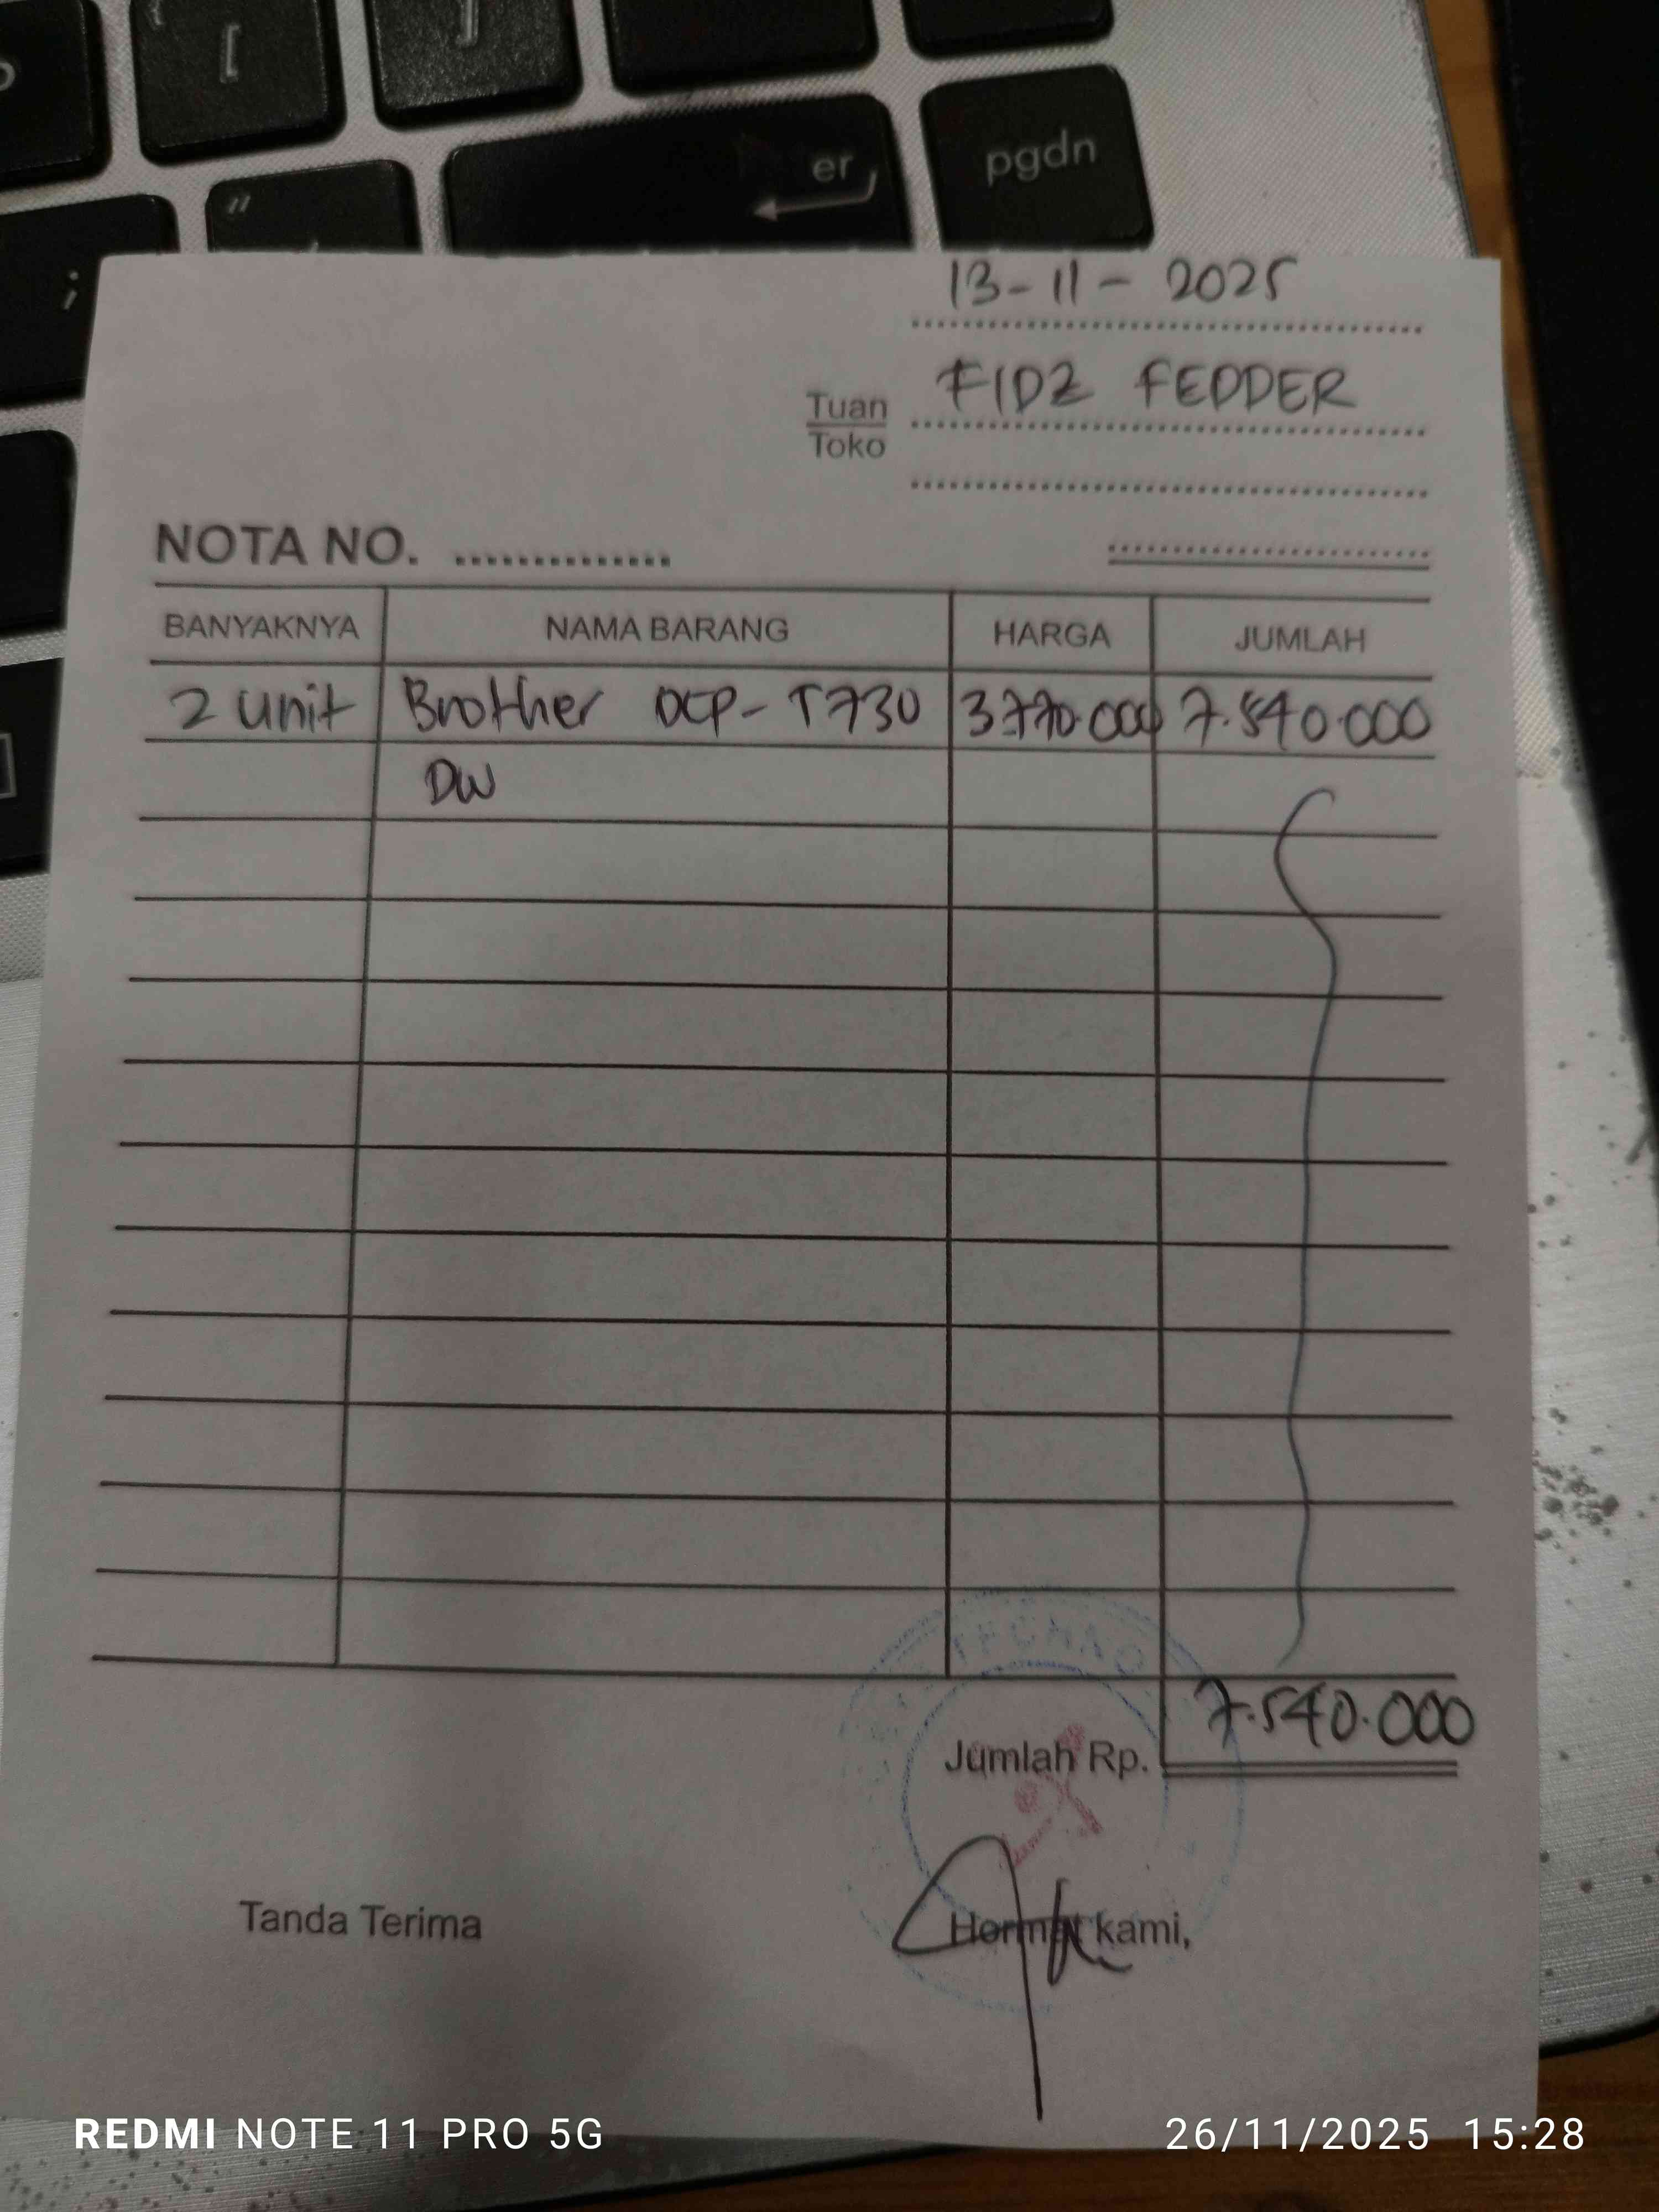 [
]
er
pgdn
"
;
13-11-2025
Tuan
Toko
FIDZ FEDDER
NOTA NO. ..............
BANYAKNYA NAMA BARANG HARGA JUMLAH
2 unit Brother DCP-T730 3.770.000 7.540.000
DW
TECHNO
Jumlah Rp. 7.540.000
Tanda Terima Hormat kami,
REDMI NOTE 11 PRO 5G 26/11/2025 15:28